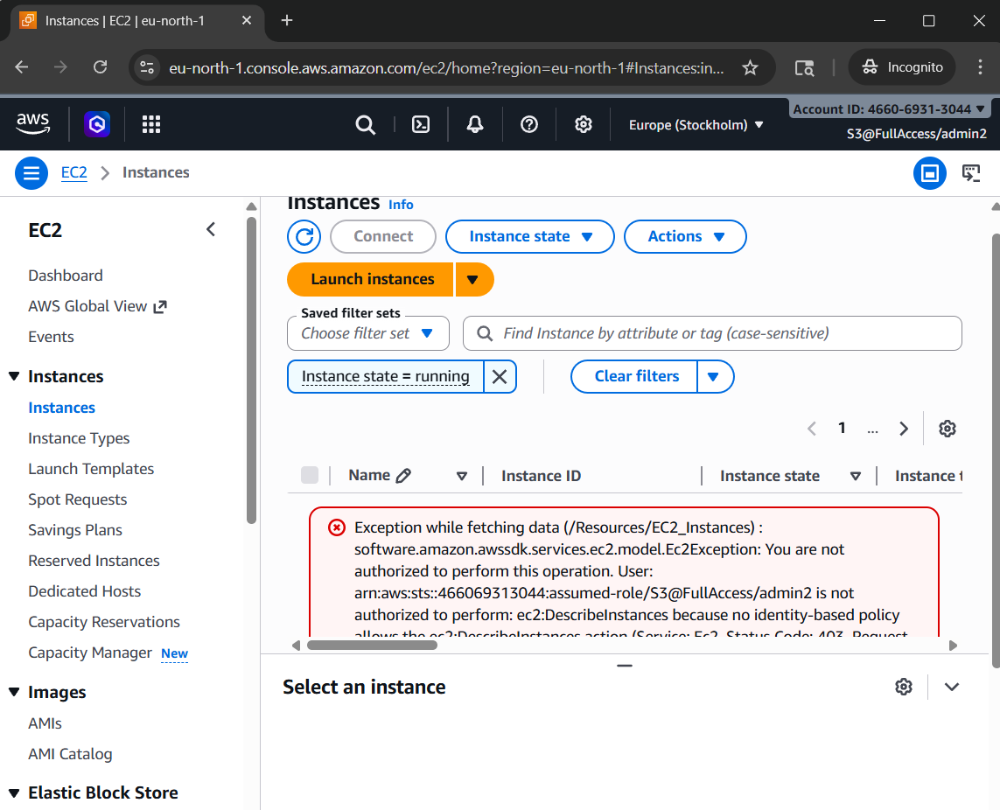 Instances | EC2 | eu-north-1
eu-north-1.console.aws.amazon.com/ec2/home?region=eu-north-1#Instances:in...
Incognito
aws
Europe (Stockholm)
Account ID: 4660-6931-3044
S3@FullAccess/admin2
EC2
Instances
EC2
Dashboard
AWS Global View
Events
Instances
Instances
Instance Types
Launch Templates
Spot Requests
Savings Plans
Reserved Instances
Dedicated Hosts
Capacity Reservations
Capacity Manager New
Images
AMIs
AMI Catalog
Elastic Block Store
Instances Info
Connect
Instance state
Actions
Launch instances
Saved filter sets
Choose filter set
Find Instance by attribute or tag (case-sensitive)
Instance state = running
Clear filters
1 ...
Name
Instance ID
Instance state
Instance t
Exception while fetching data (/Resources/EC2_Instances) :
software.amazon.awssdk.services.ec2.model.Ec2Exception: You are not
authorized to perform this operation. User:
arn:aws:sts::466069313044:assumed-role/S3@FullAccess/admin2 is not
authorized to perform: ec2:DescribeInstances because no identity-based policy
allows the ec2:DescribeInstances action (Service: Ec2, Status Code: 403, Request
Select an instance